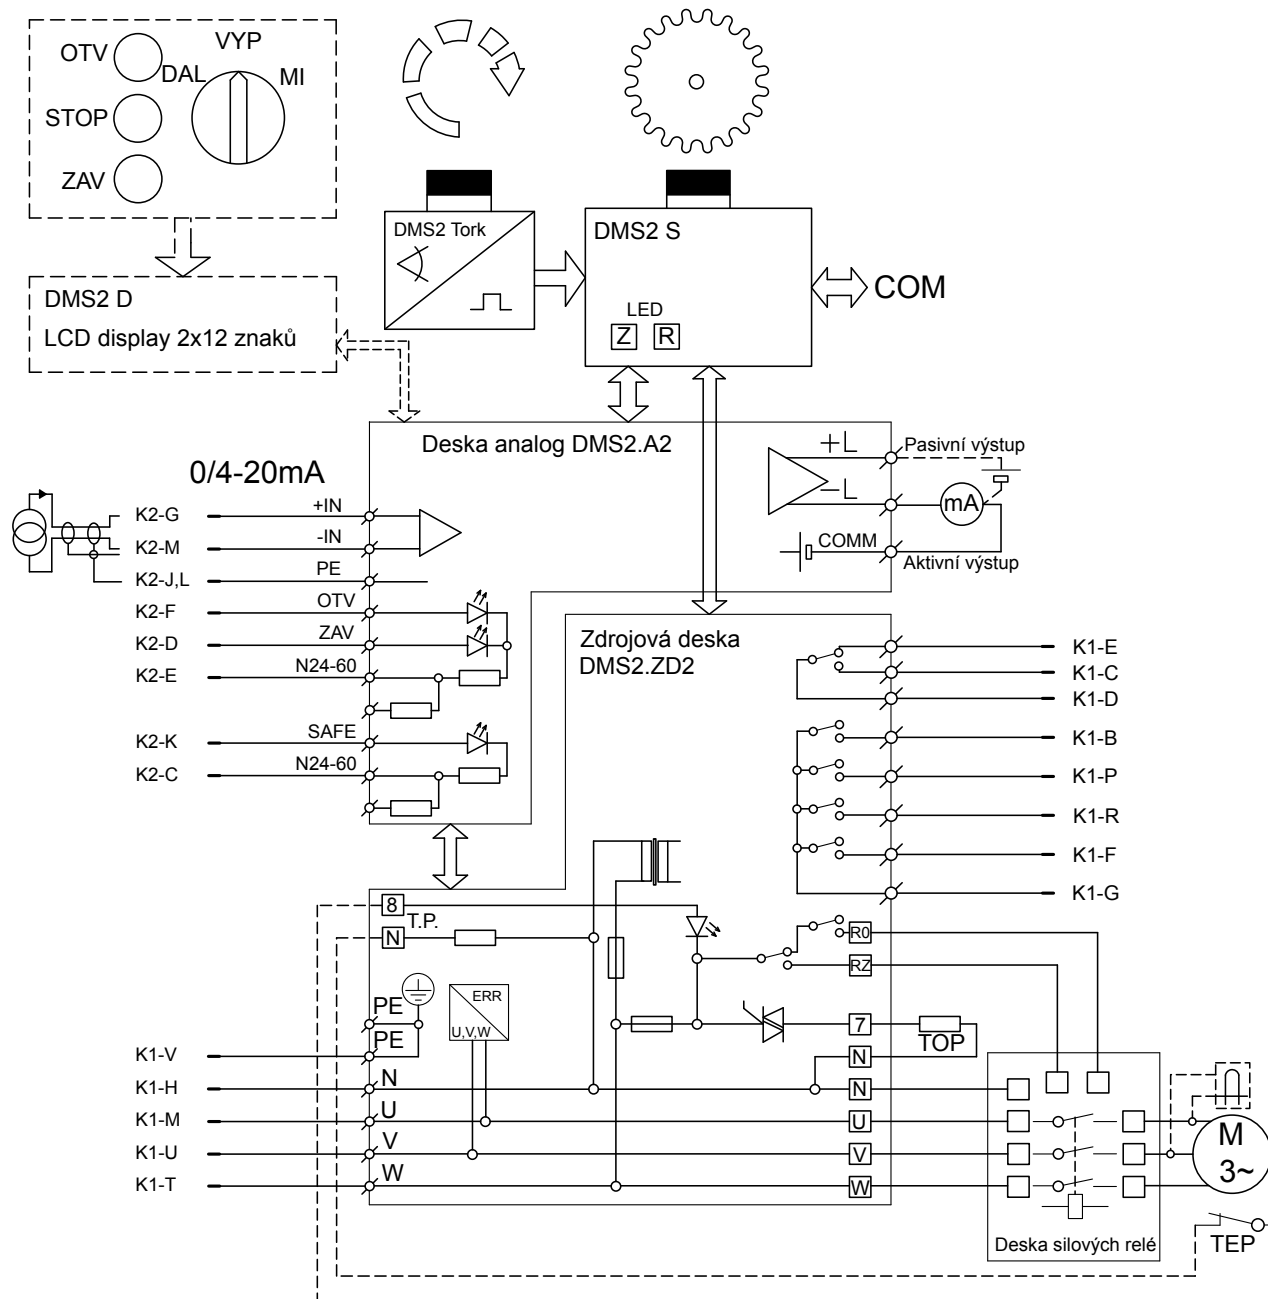 OTV
VYP
DAL
MI
STOP
ZAV
DMS2 D
LCD display 2x12 znaků
DMS2 Tork
DMS2 S
LED
Z R
COM
Deska analog DMS2.A2
+L
Pasivní výstup
-L
mA
COMM
Aktivní výstup
0/4-20mA
K2-G +IN
K2-M -IN
K2-J,L PE
K2-F OTV
K2-D ZAV
K2-E N24-60
K2-K SAFE
K2-C N24-60
Zdrojová deska
DMS2.ZD2
K1-E
K1-C
K1-D
K1-B
K1-P
K1-R
K1-F
K1-G
8
T.P.
N
R0
RZ
PE
ERR
U,V,W
7
TOP
K1-V PE
N
K1-H N N
K1-M U U
K1-U V V
K1-T W W
M
3~
Deska silových relé
TEP